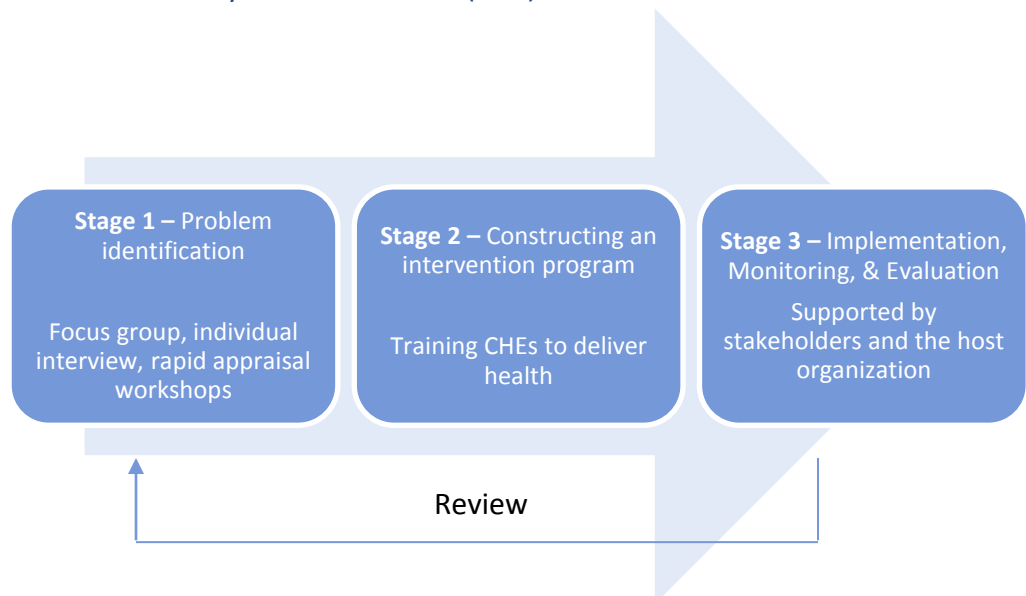 Stage 1 – Problem
identification
Focus group, individual
interview, rapid appraisal
workshops
Stage 2 – Constructing an
intervention program
Training CHEs to deliver
health
Stage 3 – Implementation,
Monitoring, & Evaluation
Supported by
stakeholders and the host
organization
Review